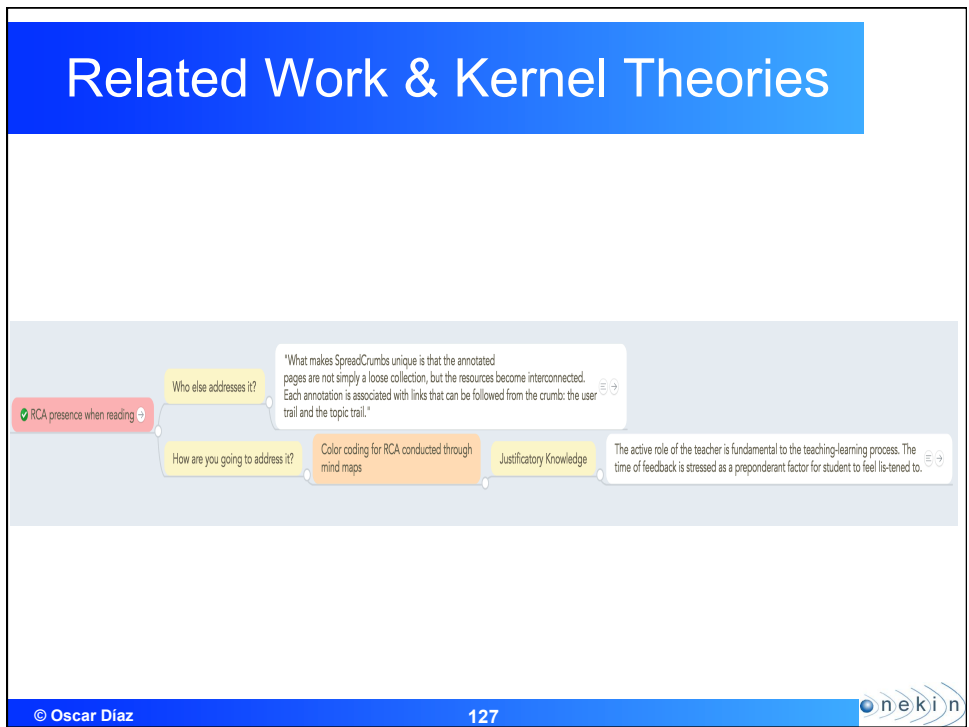 Related Work & Kernel Theories
RCA presence when reading
Who else addresses it?
"What makes SpreadCrumbs unique is that the annotated
pages are not simply a loose collection, but the resources become interconnected.
Each annotation is associated with links that can be followed from the crumb: the user
trail and the topic trail."
How are you going to address it?
Color coding for RCA conducted through
mind maps
Justificatory Knowledge
The active role of the teacher is fundamental to the teaching-learning process. The
time of feedback is stressed as a preponderant factor for student to feel lis-tened to.
© Oscar Díaz
127
onekin